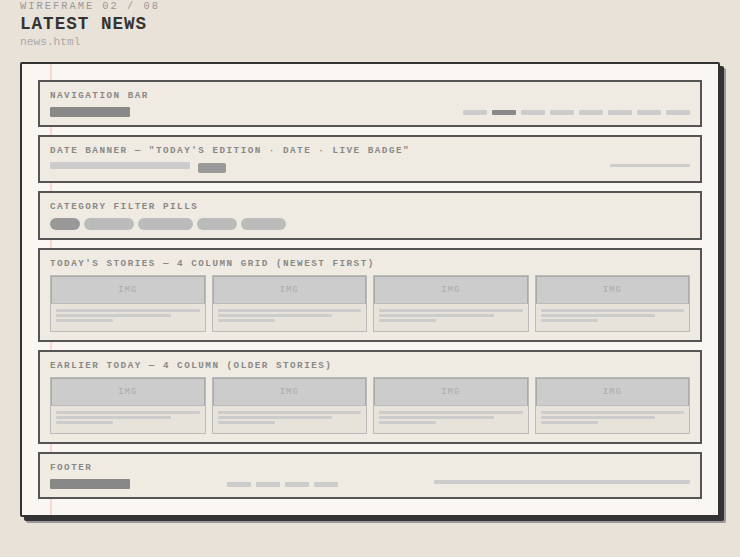 WIREFRAME 02 / 08
LATEST NEWS
news.html
NAVIGATION BAR
DATE BANNER — "TODAY'S EDITION · DATE · LIVE BADGE"
CATEGORY FILTER PILLS
TODAY'S STORIES — 4 COLUMN GRID (NEWEST FIRST)
IMG IMG IMG IMG
EARLIER TODAY — 4 COLUMN (OLDER STORIES)
IMG IMG IMG IMG
FOOTER